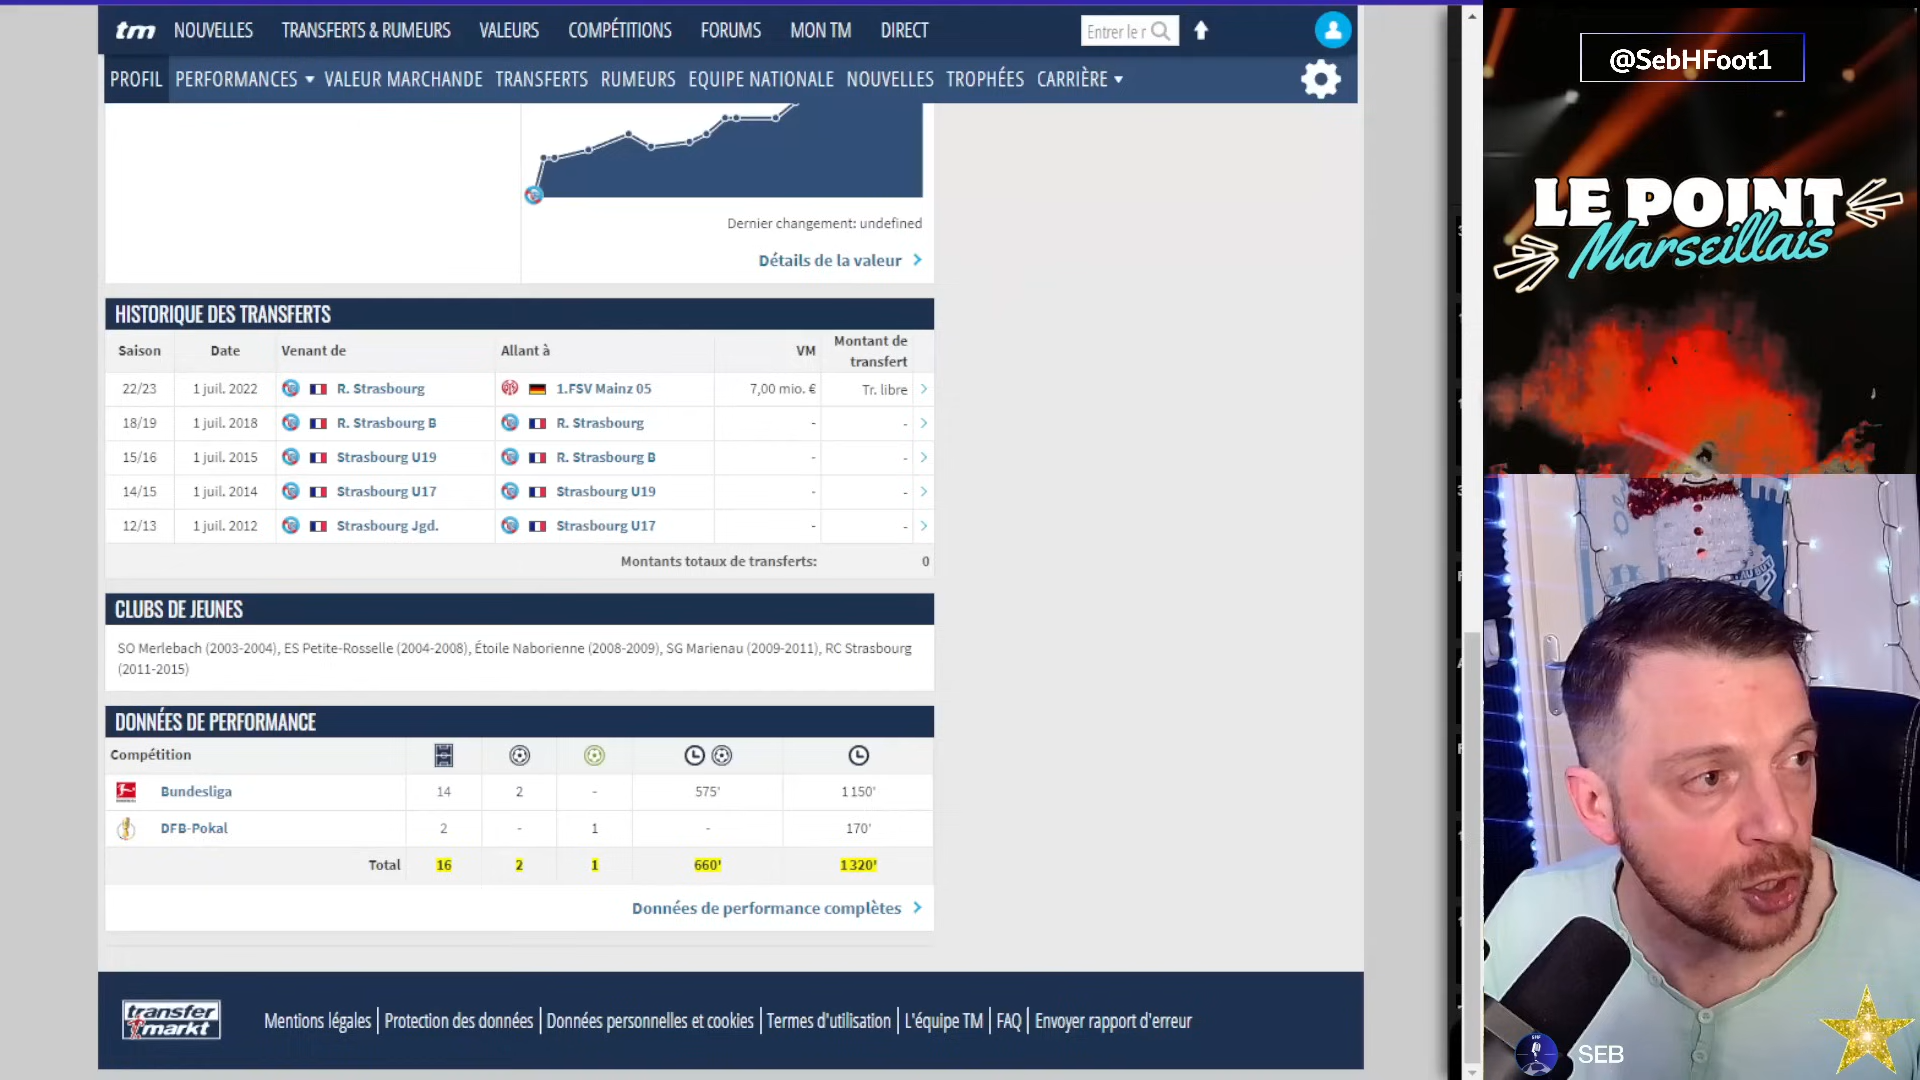 tm NOUVELLES TRANSFERTS & RUMEURS VALEURS COMPÉTITIONS FORUMS MON TM DIRECT Entrer le r
PROFIL PERFORMANCES VALEUR MARCHANDE TRANSFERTS RUMEURS EQUIPE NATIONALE NOUVELLES TROPHÉES CARRIÈRE
Dernier changement: undefined
Détails de la valeur
HISTORIQUE DES TRANSFERTS
Saison Date Venant de Allant à VM Montant de
transfert
22/23 1 juil. 2022 R. Strasbourg 1.FSV Mainz 05 7,00 mio. € Tr. libre
18/19 1 juil. 2018 R. Strasbourg B R. Strasbourg - -
15/16 1 juil. 2015 Strasbourg U19 R. Strasbourg B - -
14/15 1 juil. 2014 Strasbourg U17 Strasbourg U19 - -
12/13 1 juil. 2012 Strasbourg Jgd. Strasbourg U17 - -
Montants totaux de transferts: 0
CLUBS DE JEUNES
SO Merlebach (2003-2004), ES Petite-Rosselle (2004-2008), Étoile Naborienne (2008-2009), SG Marienau (2009-2011), RC Strasbourg
(2011-2015)
DONNÉES DE PERFORMANCE
Compétition
Bundesliga 14 2 - 575' 1 150'
DFB-Pokal 2 - 1 - 170'
Total 16 2 1 660' 1 320'
Données de performance complètes
transfer
markt
Mentions légales | Protection des données | Données personnelles et cookies | Termes d'utilisation | L'équipe TM | FAQ | Envoyer rapport d'erreur
@SebHFoot1
LE POINT
Marseillais
SEB